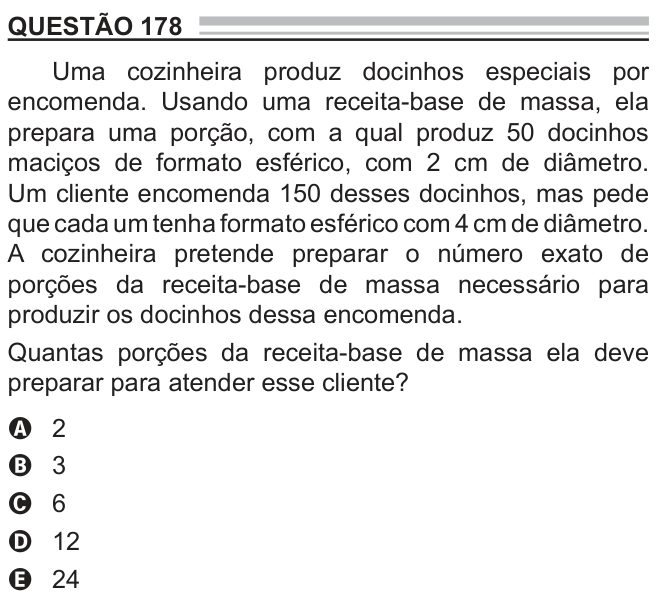 QUESTÃO 178
Uma cozinheira produz docinhos especiais por
encomenda. Usando uma receita-base de massa, ela
prepara uma porção, com a qual produz 50 docinhos
maciços de formato esférico, com 2 cm de diâmetro.
Um cliente encomenda 150 desses docinhos, mas pede
que cada um tenha formato esférico com 4 cm de diâmetro.
A cozinheira pretende preparar o número exato de
porções da receita-base de massa necessário para
produzir os docinhos dessa encomenda.
Quantas porções da receita-base de massa ela deve
preparar para atender esse cliente?
A 2
B 3
C 6
D 12
E 24